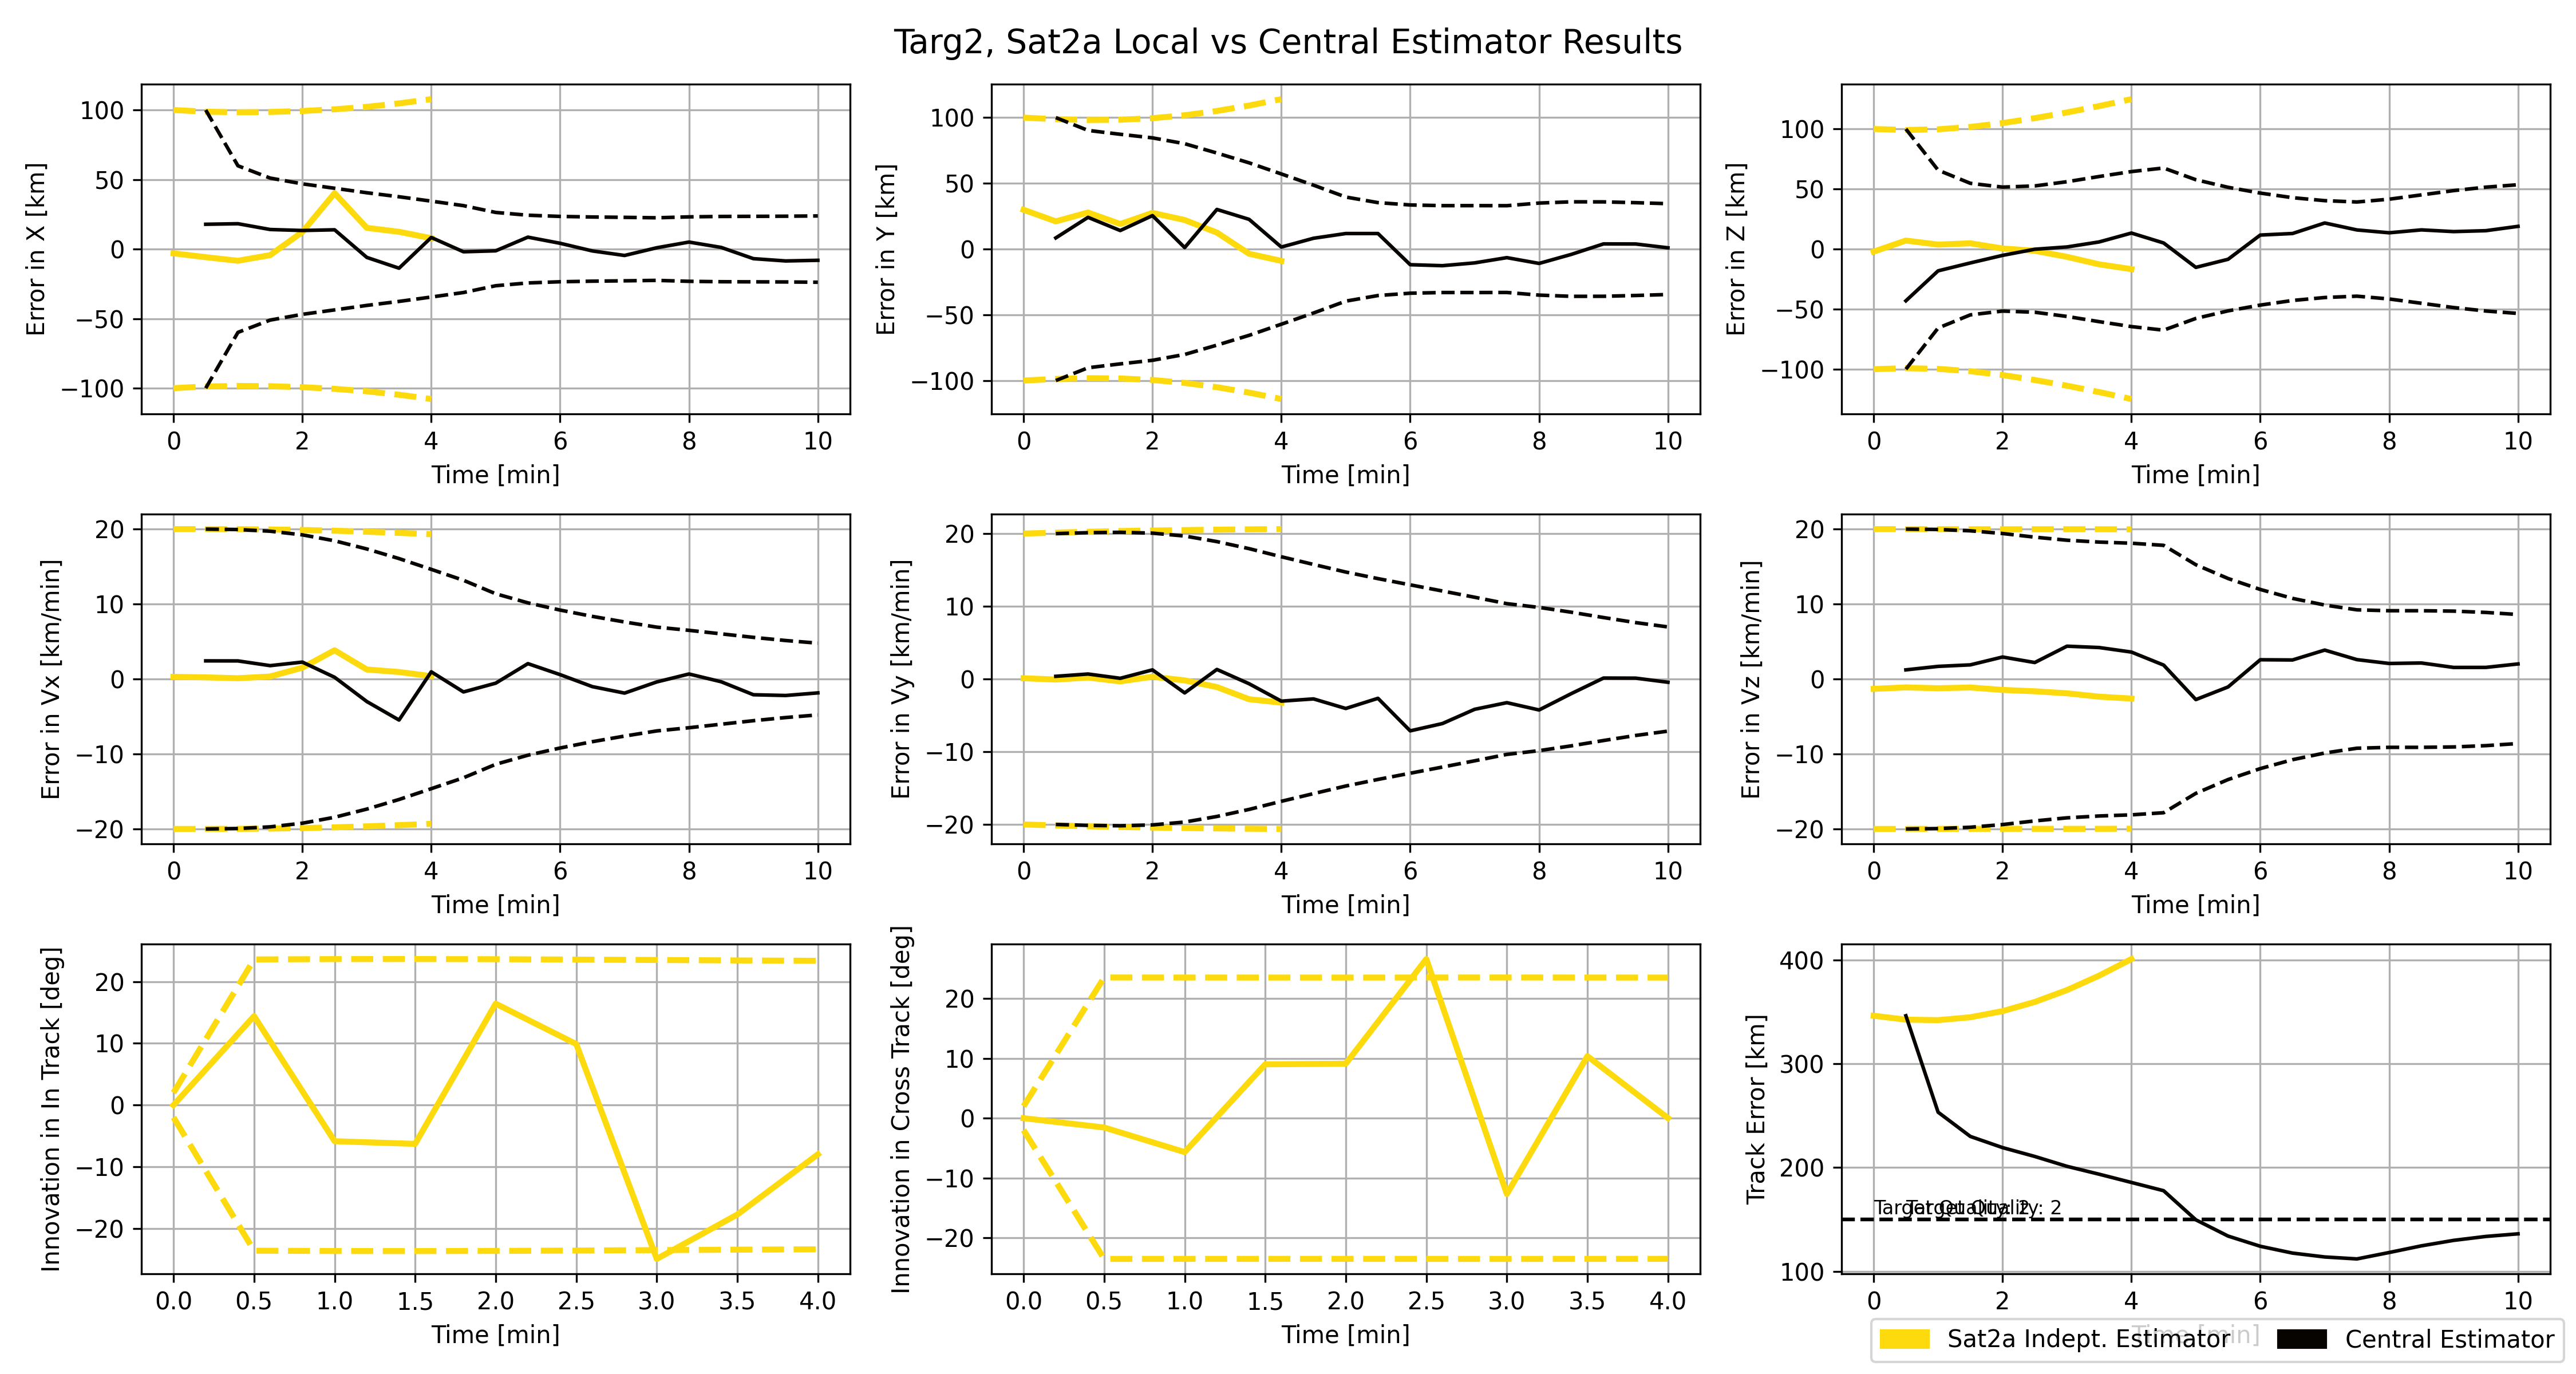 Targ2, Sat2a Local vs Central Estimator Results
Error in X [km]
100
50
0
−50
−100
0 2 4 6 8 10
Time [min]
Error in Y [km]
100
50
0
−50
−100
0 2 4 6 8 10
Time [min]
Error in Z [km]
100
50
0
−50
−100
0 2 4 6 8 10
Time [min]
Error in Vx [km/min]
20
10
0
−10
−20
0 2 4 6 8 10
Time [min]
Error in Vy [km/min]
20
10
0
−10
−20
0 2 4 6 8 10
Time [min]
Error in Vz [km/min]
20
10
0
−10
−20
0 2 4 6 8 10
Time [min]
Innovation in In Track [deg]
20
10
0
−10
−20
0.0 0.5 1.0 1.5 2.0 2.5 3.0 3.5 4.0
Time [min]
Innovation in Cross Track [deg]
20
10
0
−10
−20
0.0 0.5 1.0 1.5 2.0 2.5 3.0 3.5 4.0
Time [min]
Track Error [km]
400
300
200
100
Target Quality: 2
Target Quality: 2
0 2 4 6 8 10
Time [min]
Sat2a Indept. Estimator
Central Estimator